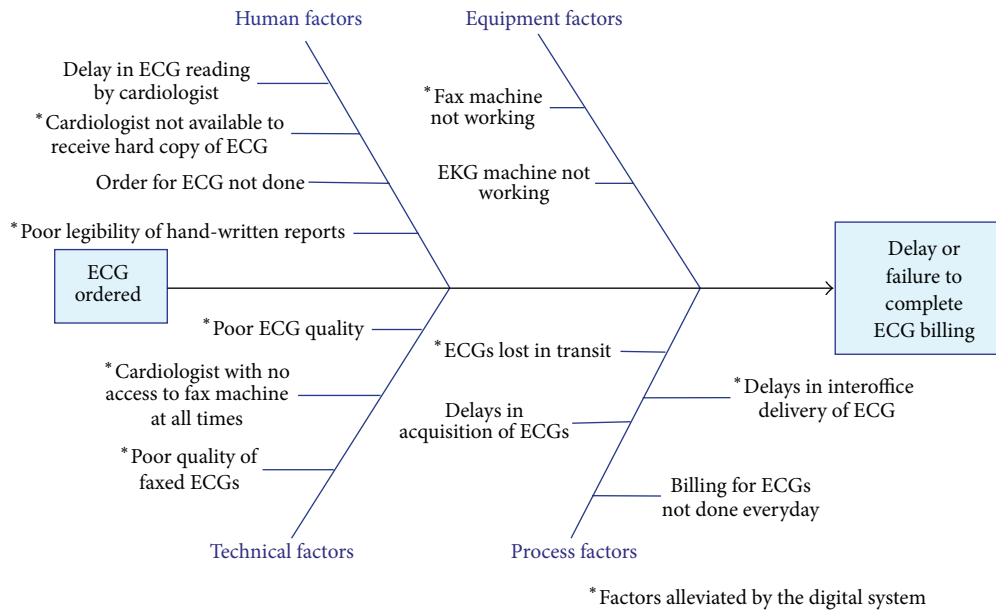 Human factors
Equipment factors
Delay in ECG reading
by cardiologist
*Cardiologist not available to
receive hard copy of ECG
Order for ECG not done
*Poor legibility of hand-written reports
*Fax machine
not working
EKG machine not
working
ECG
ordered
Delay or
failure to
complete
ECG billing
*Poor ECG quality
*Cardiologist with no
access to fax machine
at all times
*Poor quality of
faxed ECGs
*ECGs lost in transit
Delays in
acquisition of ECGs
*Delays in interoffice
delivery of ECG
Billing for ECGs
not done everyday
Technical factors
Process factors
*Factors alleviated by the digital system